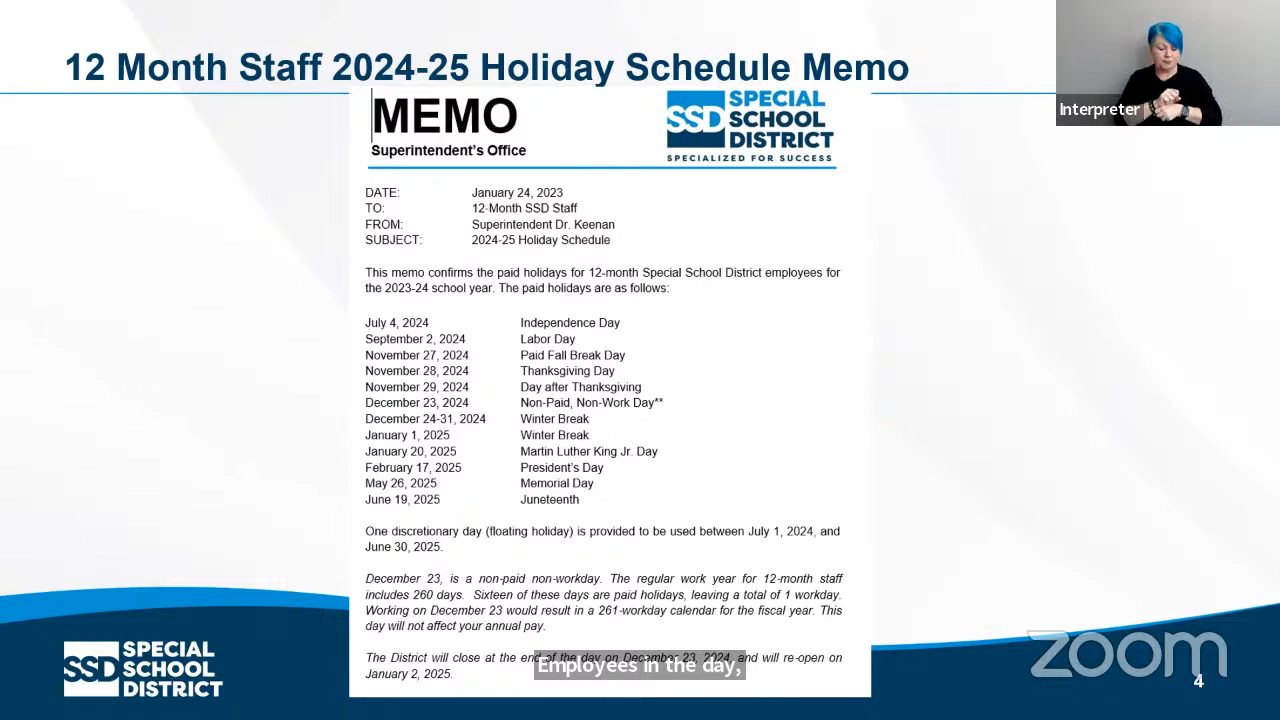 12 Month Staff 2024-25 Holiday Schedule Memo
Interpreter
MEMO
Superintendent's Office
SSD
SPECIAL
SCHOOL
DISTRICT
SPECIALIZED FOR SUCCESS
DATE: January 24, 2023
TO: 12-Month SSD Staff
FROM: Superintendent Dr. Keenan
SUBJECT: 2024-25 Holiday Schedule
This memo confirms the paid holidays for 12-month Special School District employees for
the 2023-24 school year. The paid holidays are as follows:
July 4, 2024 Independence Day
September 2, 2024 Labor Day
November 27, 2024 Paid Fall Break Day
November 28, 2024 Thanksgiving Day
November 29, 2024 Day after Thanksgiving
December 23, 2024 Non-Paid, Non-Work Day**
December 24-31, 2024 Winter Break
January 1, 2025 Winter Break
January 20, 2025 Martin Luther King Jr. Day
February 17, 2025 President's Day
May 26, 2025 Memorial Day
June 19, 2025 Juneteenth
One discretionary day (floating holiday) is provided to be used between July 1, 2024, and
June 30, 2025.
December 23, is a non-paid non-workday. The regular work year for 12-month staff
includes 260 days. Sixteen of these days are paid holidays, leaving a total of 1 workday.
Working on December 23 would result in a 261-workday calendar for the fiscal year. This
day will not affect your annual pay.
The District will close at the end of the day on December 23, 2024, and will re-open on
January 2, 2025.
Employees in the day,
SSD
SPECIAL
SCHOOL
DISTRICT
zoom
4